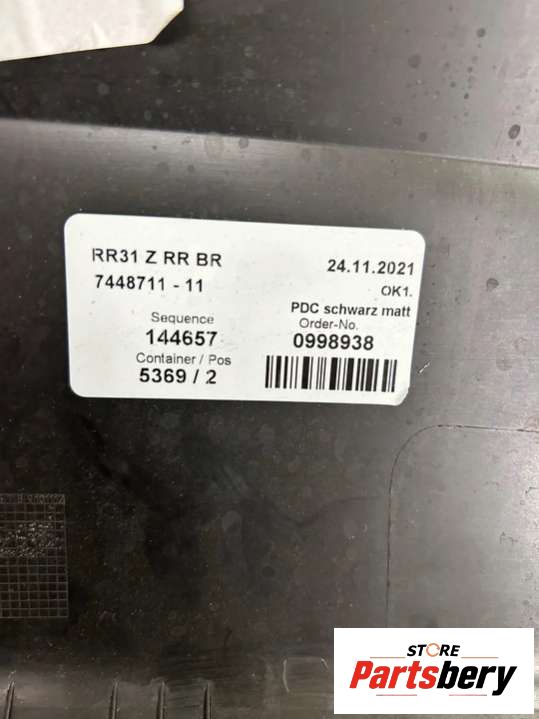 RR31 Z RR BR
24.11.2021
7448711 - 11
OK1.
PDC schwarz matt
Sequence
Order-No.
144657
0998938
Container / Pos
5369 / 2
STORE
Partsbery